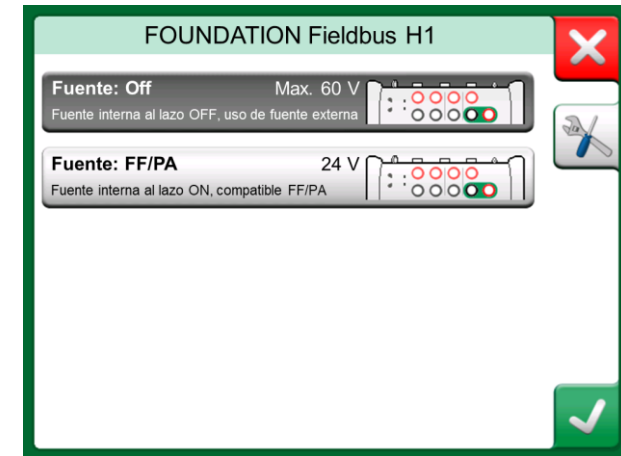 FOUNDATION Fieldbus H1
Fuente: Off Max. 60 V
Fuente interna al lazo OFF, uso de fuente externa
Fuente: FF/PA 24 V
Fuente interna al lazo ON, compatible FF/PA